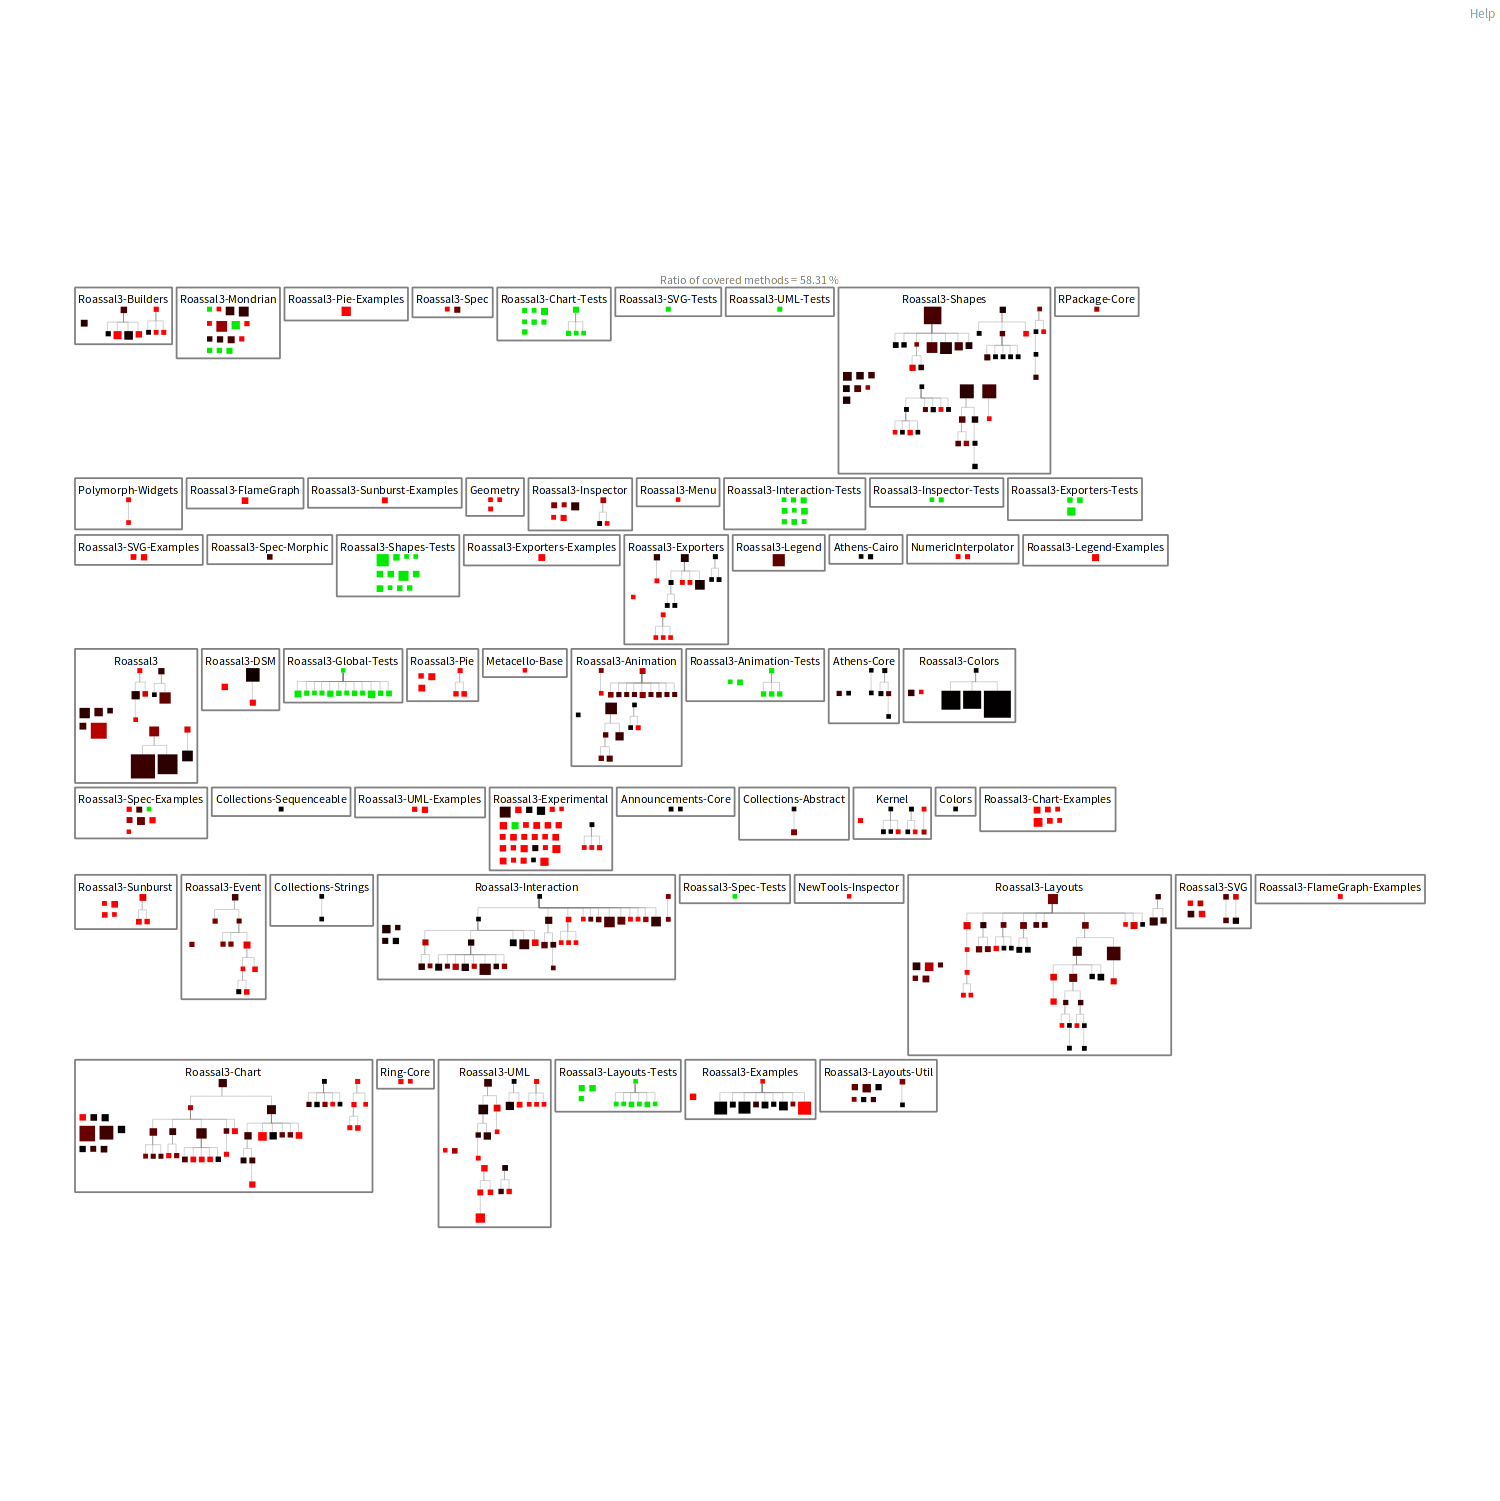 Help
Ratio of covered methods = 58.31 %
Roassal3-Builders
Roassal3-Mondrian
Roassal3-Pie-Examples
Roassal3-Spec
Roassal3-Chart-Tests
Roassal3-SVG-Tests
Roassal3-UML-Tests
Roassal3-Shapes
RPackage-Core
Polymorph-Widgets
Roassal3-FlameGraph
Roassal3-Sunburst-Examples
Geometry
Roassal3-Inspector
Roassal3-Menu
Roassal3-Interaction-Tests
Roassal3-Inspector-Tests
Roassal3-Exporters-Tests
Roassal3-SVG-Examples
Roassal3-Spec-Morphic
Roassal3-Shapes-Tests
Roassal3-Exporters-Examples
Roassal3-Exporters
Roassal3-Legend
Athens-Cairo
NumericInterpolator
Roassal3-Legend-Examples
Roassal3
Roassal3-DSM
Roassal3-Global-Tests
Roassal3-Pie
Metacello-Base
Roassal3-Animation
Roassal3-Animation-Tests
Athens-Core
Roassal3-Colors
Roassal3-Spec-Examples
Collections-Sequenceable
Roassal3-UML-Examples
Roassal3-Experimental
Announcements-Core
Collections-Abstract
Kernel
Colors
Roassal3-Chart-Examples
Roassal3-Sunburst
Roassal3-Event
Collections-Strings
Roassal3-Interaction
Roassal3-Spec-Tests
NewTools-Inspector
Roassal3-Layouts
Roassal3-SVG
Roassal3-FlameGraph-Examples
Roassal3-Chart
Ring-Core
Roassal3-UML
Roassal3-Layouts-Tests
Roassal3-Examples
Roassal3-Layouts-Util